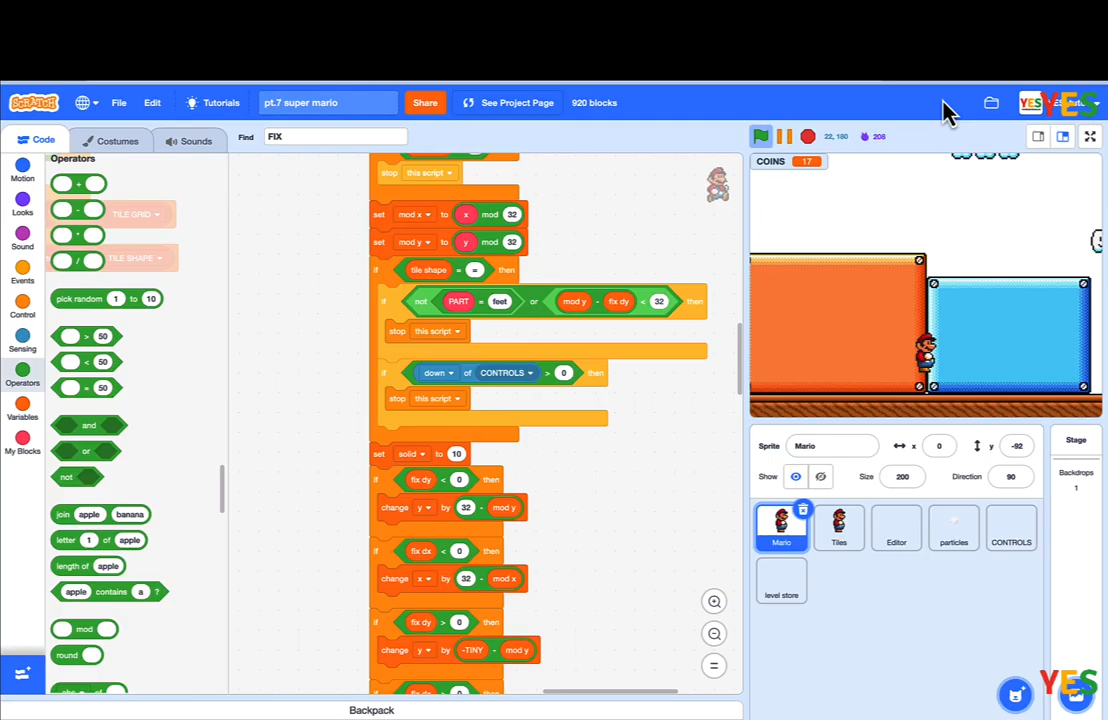 SCRATCH File Edit Tutorials pt.7 super mario Share See Project Page 920 blocks YES YES
Code Costumes Sounds Find FIX 22, 180 208
Motion
Looks
Sound
Events
Control
Sensing
Operators
Variables
My Blocks
Operators
+
-
TILE GRID
*
/
TILE SHAPE
pick random 1 to 10
> 50
< 50
= 50
and
or
not
join apple banana
letter 1 of apple
length of apple
apple contains a ?
mod
round
stop this script
set mod x to x mod 32
set mod y to y mod 32
if tile shape = = then
if not PART = feet or mod y - fix dy < 32 then
stop this script
if down of CONTROLS > 0 then
stop this script
set solid to 10
if fix dy < 0 then
change y by 32 - mod y
if fix dx < 0 then
change x by 32 - mod x
if fix dy > 0 then
change y by -TINY - mod y
COINS 17
Sprite Mario x 0 y -92
Show Size 200 Direction 90
Mario Tiles Editor particles CONTROLS
level store
Stage
Backdrops
1
Backpack
YES